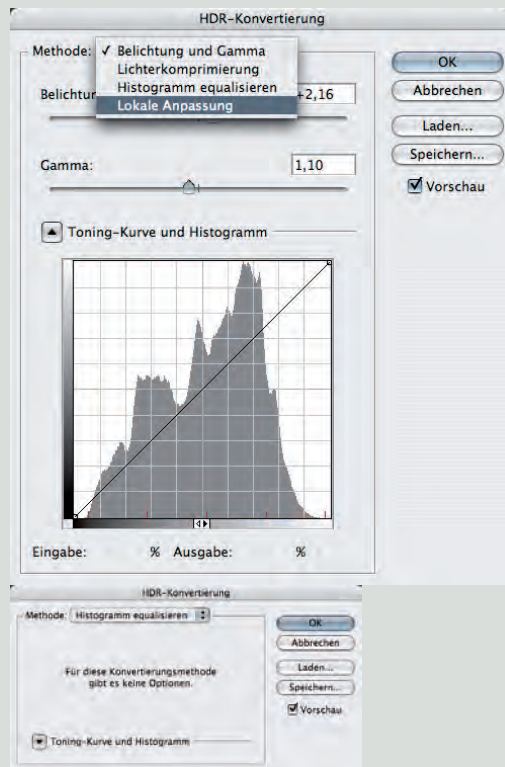 HDR-Konvertierung
Methode: ✓ Belichtung und Gamma
Lichterkomprimierung
Histogramm equalisieren
Lokale Anpassung
Belichtu +2,16
Gamma: 1,10
OK
Abbrechen
Laden...
Speichern...
Vorschau
Toning-Kurve und Histogramm
Eingabe: % Ausgabe: %
HDR-Konvertierung
Methode: Histogramm equalisieren
Für diese Konvertierungsmethode
gibt es keine Optionen.
OK
Abbrechen
Laden...
Speichern...
Vorschau
Toning-Kurve und Histogramm